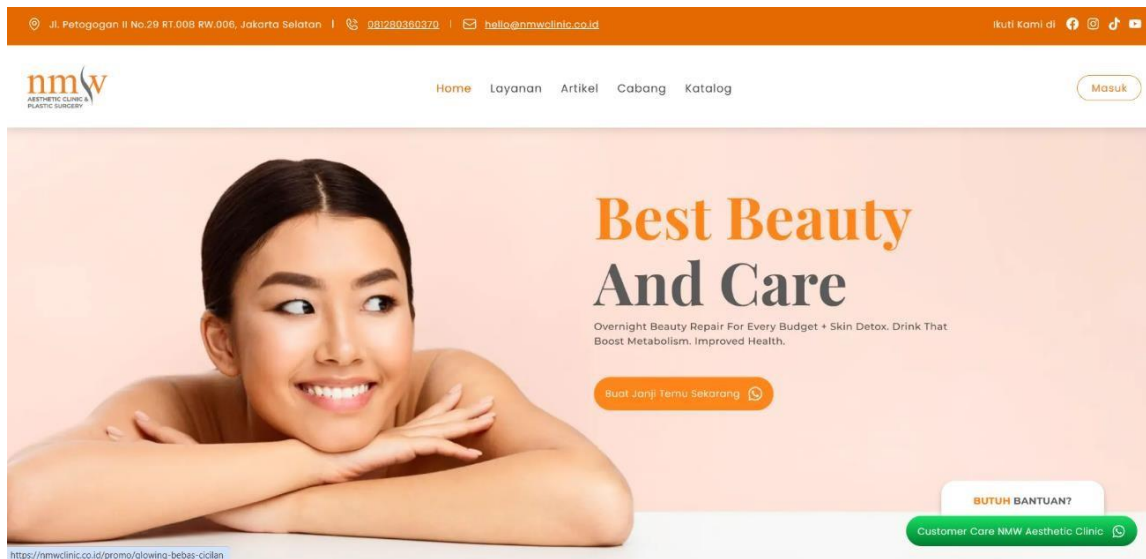 Jl. Petogogan II No.29 RT.008 RW.006, Jakarta Selatan | 081280360370 | hello@nmwclinic.co.id
Ikuti Kami di
nmw
AESTHETIC CLINIC &
PLASTIC SURGERY
Home Layanan Artikel Cabang Katalog
Masuk
Best Beauty
And Care
Overnight Beauty Repair For Every Budget + Skin Detox. Drink That
Boost Metabolism. Improved Health.
Buat Janji Temu Sekarang
BUTUH BANTUAN?
Customer Care NMW Aesthetic Clinic
https://nmwclinic.co.id/promo/glowing-bebas-cicilan